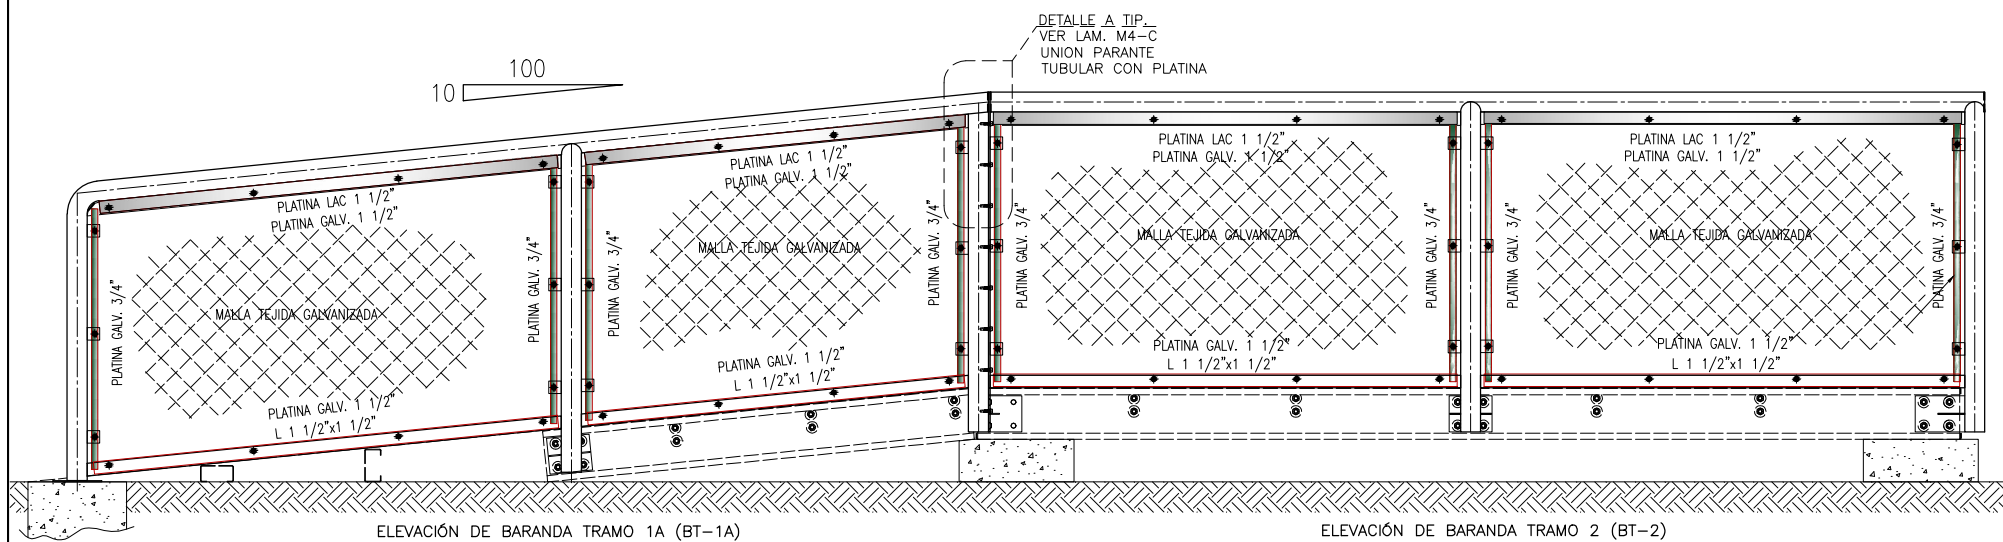 DETALLE A TIP.
VER LAM. M4-C
UNION PARANTE
TUBULAR CON PLATINA
100
10
PLATINA LAC 1 1/2"
PLATINA GALV. 1 1/2"
PLATINA GALV. 3/4"
MALLA TEJIDA GALVANIZADA
PLATINA GALV. 3/4"
PLATINA GALV. 1 1/2"
L 1 1/2"x1 1/2"
PLATINA LAC 1 1/2"
PLATINA GALV. 1 1/2"
PLATINA GALV. 3/4"
MALLA TEJIDA GALVANIZADA
PLATINA GALV. 3/4"
PLATINA GALV. 1 1/2"
L 1 1/2"x1 1/2"
PLATINA LAC 1 1/2"
PLATINA GALV. 1 1/2"
PLATINA GALV. 3/4"
MALLA TEJIDA GALVANIZADA
PLATINA GALV. 3/4"
PLATINA GALV. 1 1/2"
L 1 1/2"x1 1/2"
PLATINA LAC 1 1/2"
PLATINA GALV. 1 1/2"
PLATINA GALV. 3/4"
MALLA TEJIDA GALVANIZADA
PLATINA GALV. 3/4"
PLATINA GALV. 1 1/2"
L 1 1/2"x1 1/2"
ELEVACIÓN DE BARANDA TRAMO 1A (BT-1A)
ELEVACIÓN DE BARANDA TRAMO 2 (BT-2)